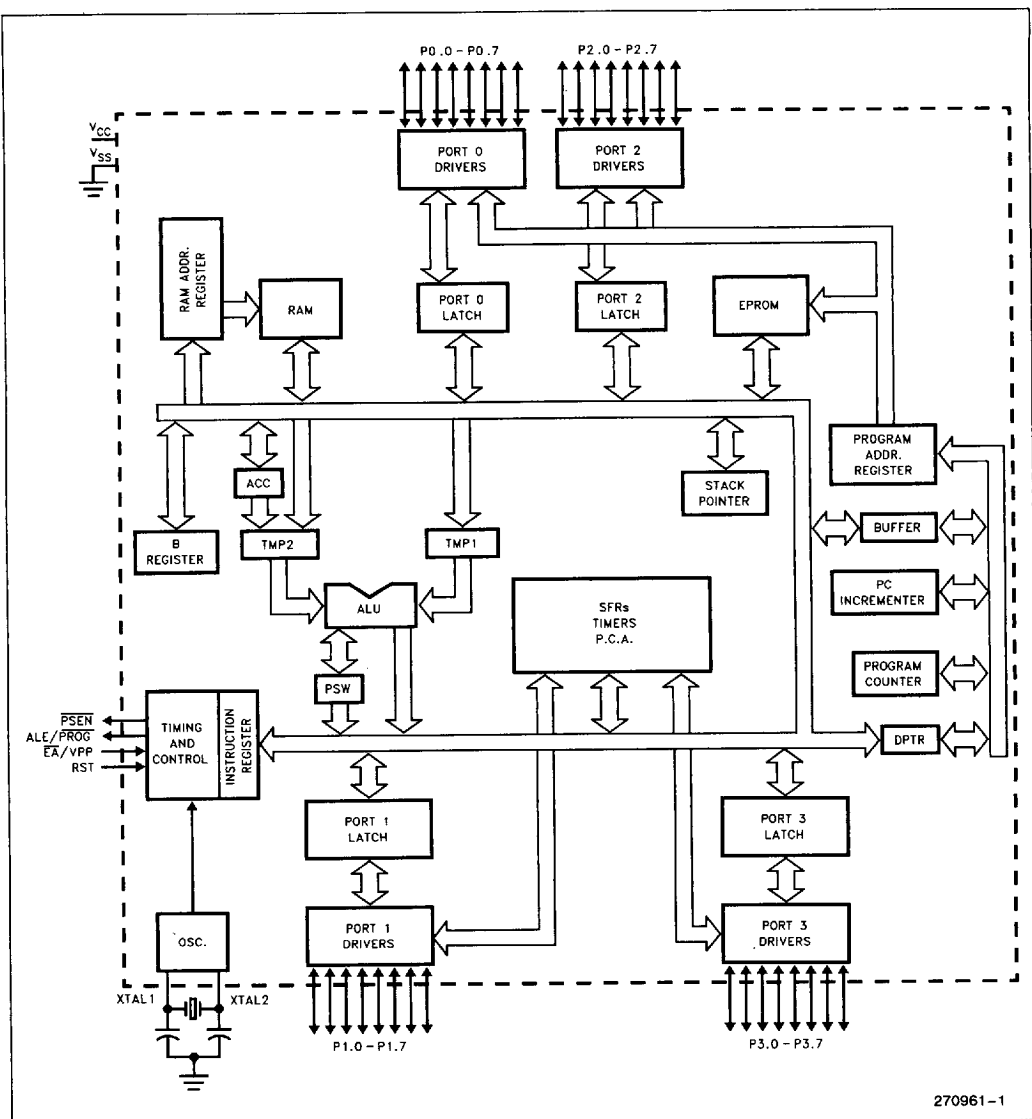 P0.0 - P0.7
P2.0 - P2.7
VCC
VSS
PORT 0
DRIVERS
PORT 2
DRIVERS
RAM ADDR.
REGISTER
RAM
PORT 0
LATCH
PORT 2
LATCH
EPROM
PROGRAM
ADDR.
REGISTER
ACC
STACK
POINTER
B
REGISTER
TMP2
TMP1
BUFFER
ALU
SFRs
TIMERS
P.C.A.
PC
INCREMENTER
PSW
PROGRAM
COUNTER
PSEN
ALE/PROG
EA/VPP
RST
TIMING
AND
CONTROL
INSTRUCTION
REGISTER
DPTR
PORT 1
LATCH
PORT 3
LATCH
OSC.
PORT 1
DRIVERS
PORT 3
DRIVERS
XTAL1
XTAL2
P1.0 - P1.7
P3.0 - P3.7
270961-1